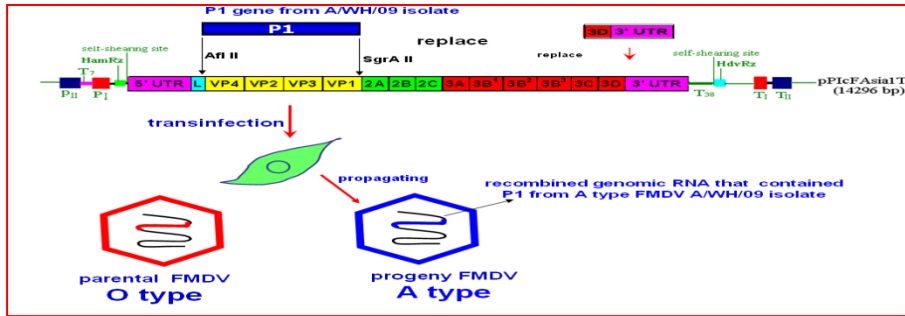 P1 gene from A/WH/09 isolate
P1
3D 3' UTR
Afl II
SgrA II
replace
replace
self-shearing site
HamRz
T7
self-shearing site
HdvRz
PII PI 5' UTR L VP4 VP2 VP3 VP1 2A 2B 2C 3A 3B1 3B2 3B3 3C 3D 3' UTR T38 TI TII
pPIcFAsia1T
(14296 bp)
transinfection
propagating
recombined genomic RNA that contained
P1 from A type FMDV A/WH/09 isolate
parental FMDV
O type
progeny FMDV
A type